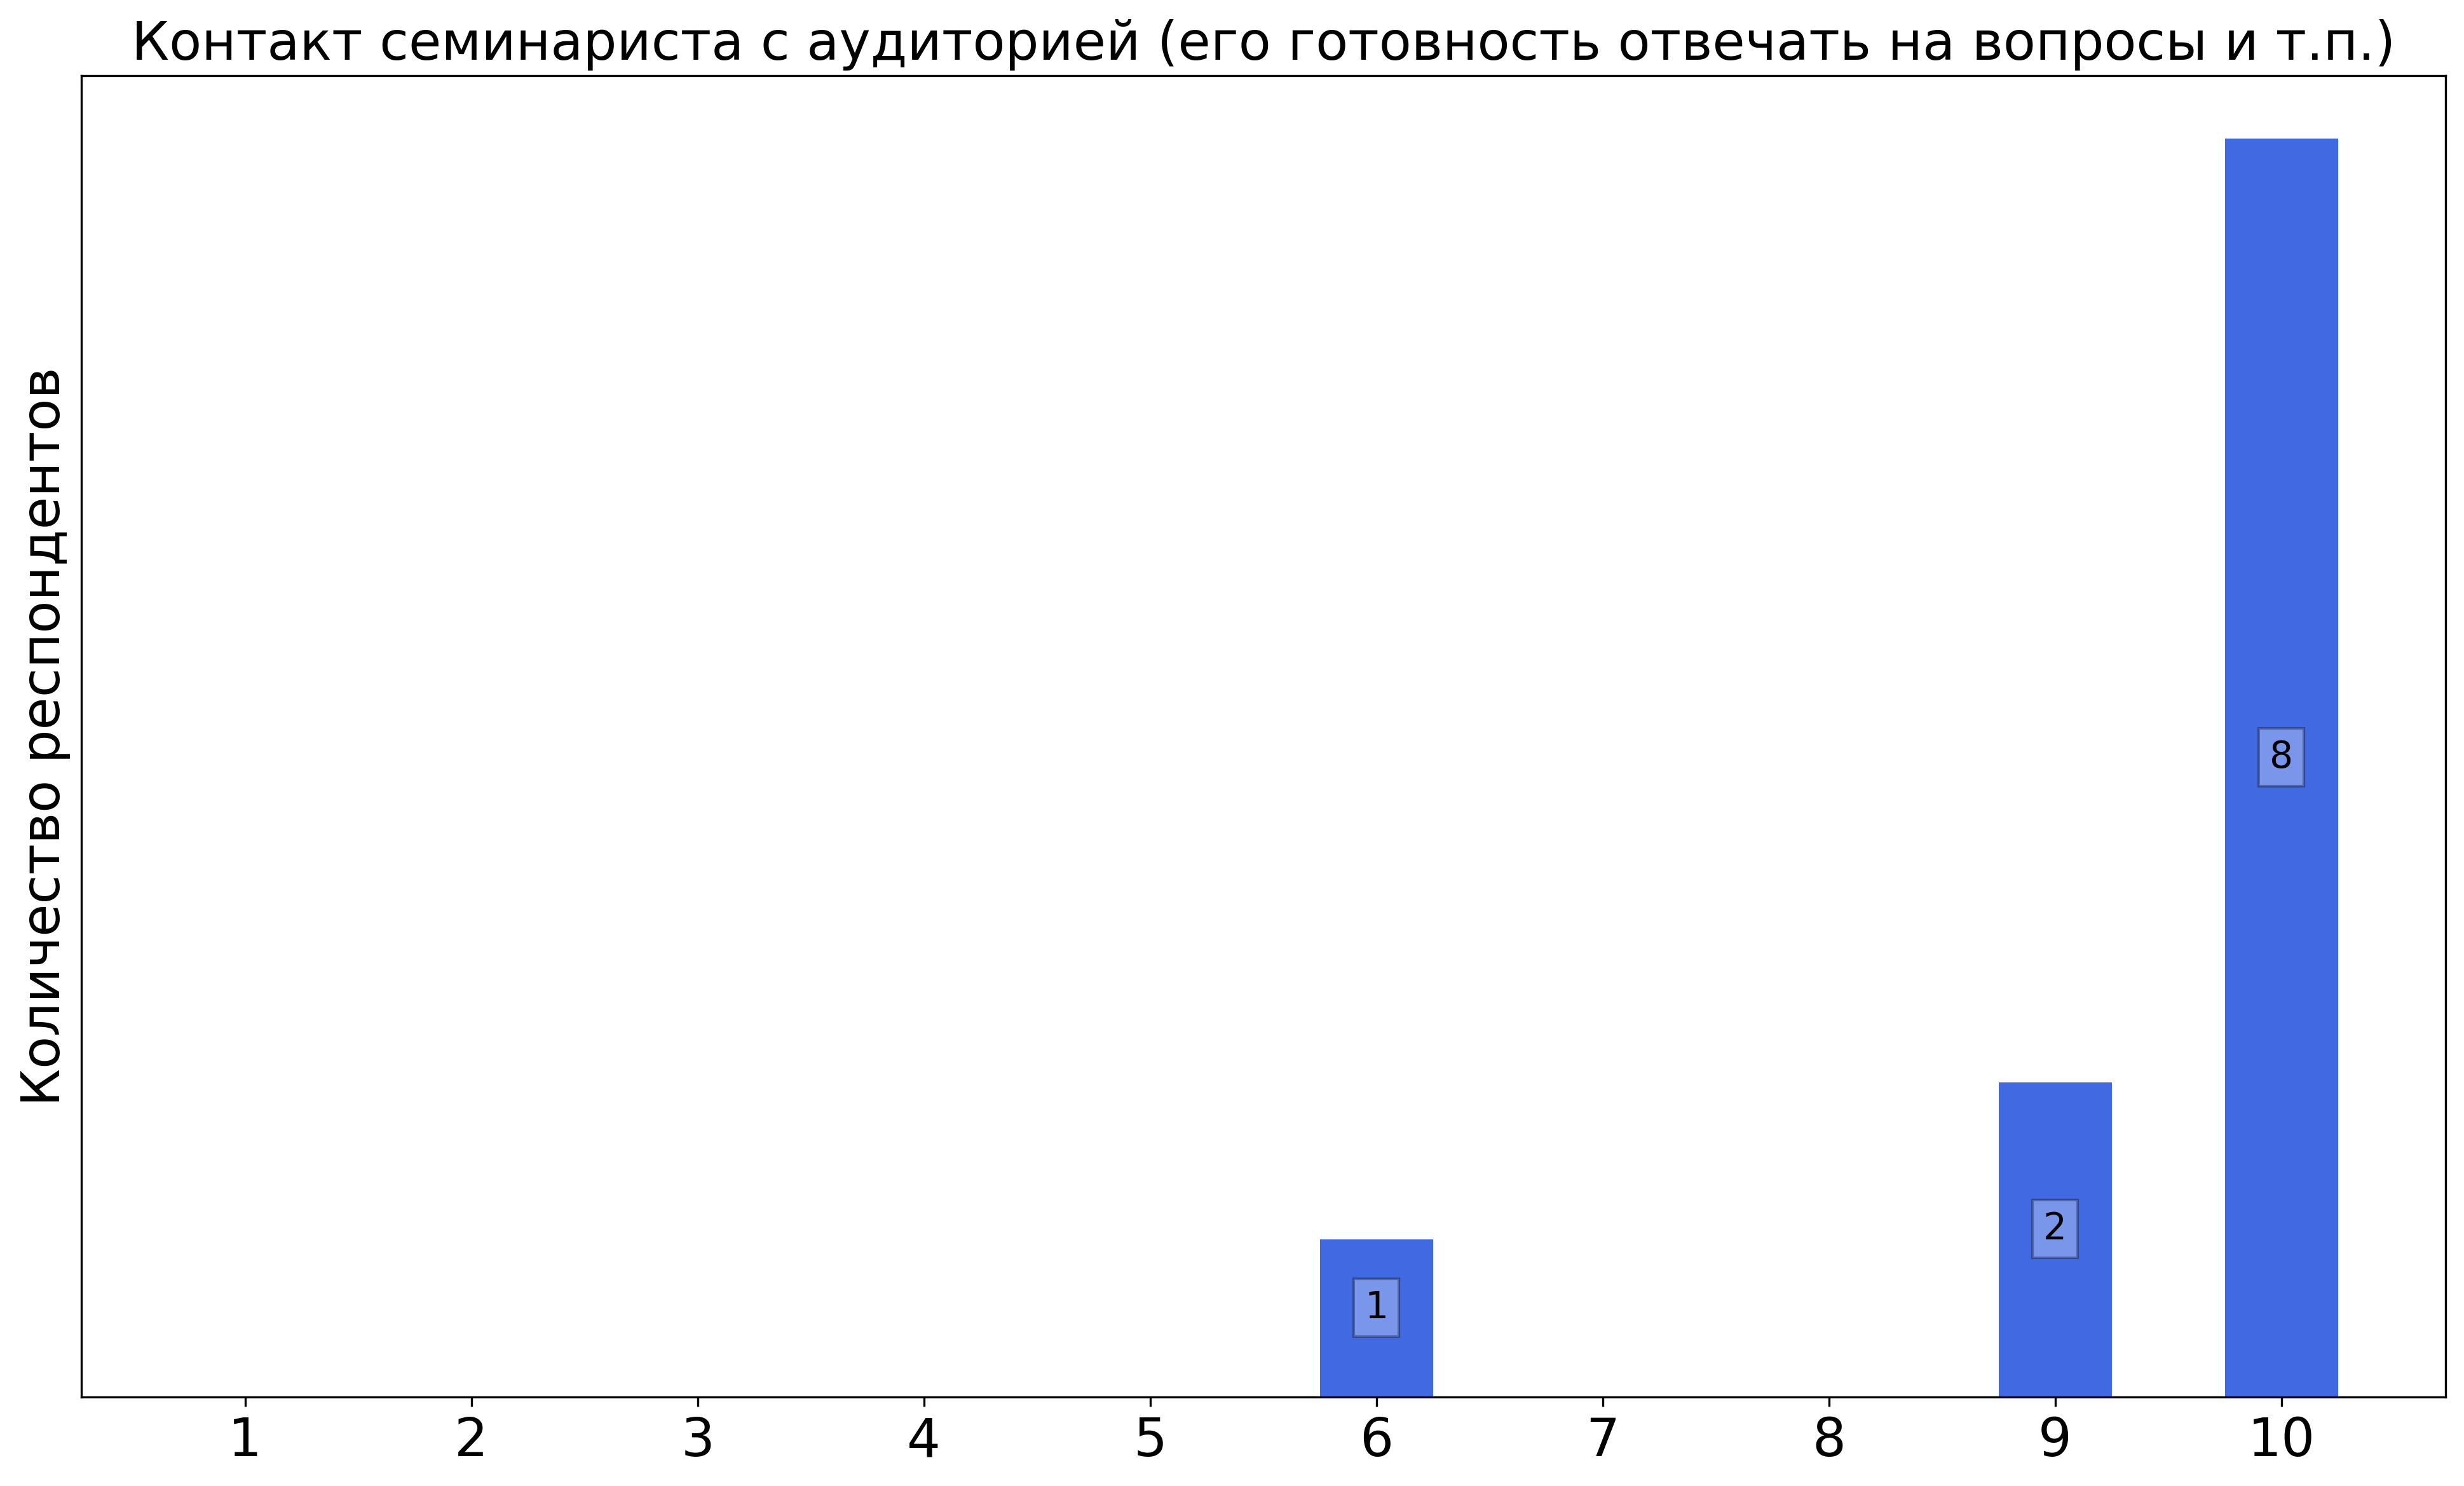 Контакт семинариста с аудиторией (его готовность отвечать на вопросы и т.п.)
Количество респондентов
8
2
1
1 2 3 4 5 6 7 8 9 10